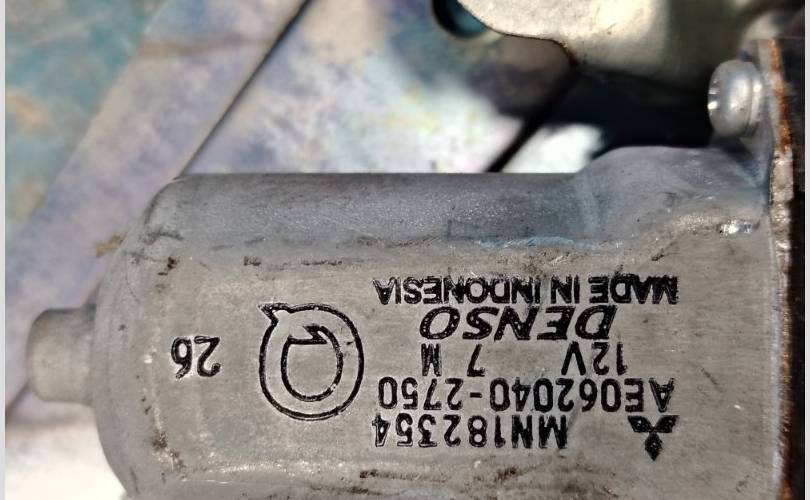 MN182354
AE062040-2750
12V 7 M
DENSO
MADE IN INDONESIA
26